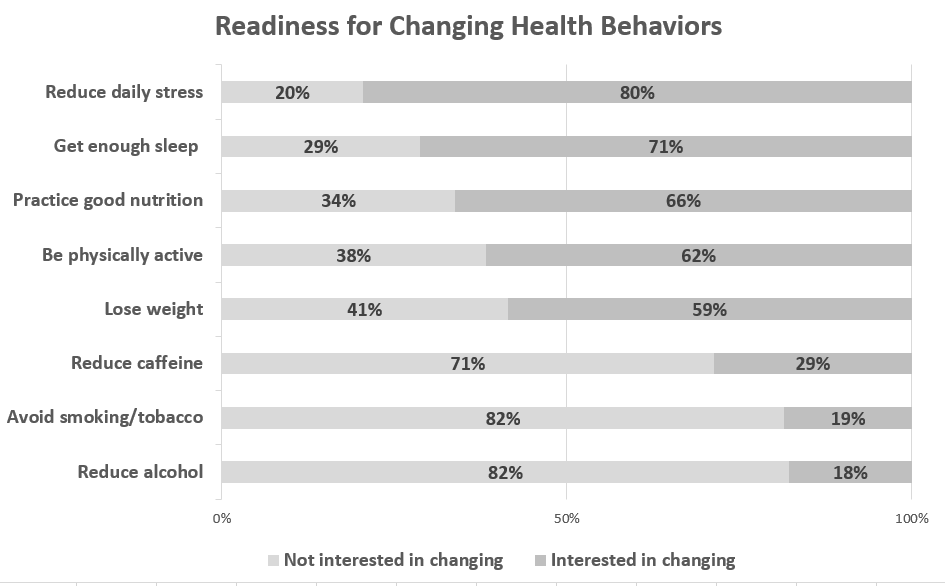 Readiness for Changing Health Behaviors
Reduce daily stress 20% 80%
Get enough sleep 29% 71%
Practice good nutrition 34% 66%
Be physically active 38% 62%
Lose weight 41% 59%
Reduce caffeine 71% 29%
Avoid smoking/tobacco 82% 19%
Reduce alcohol 82% 18%
0% 50% 100%
Not interested in changing Interested in changing